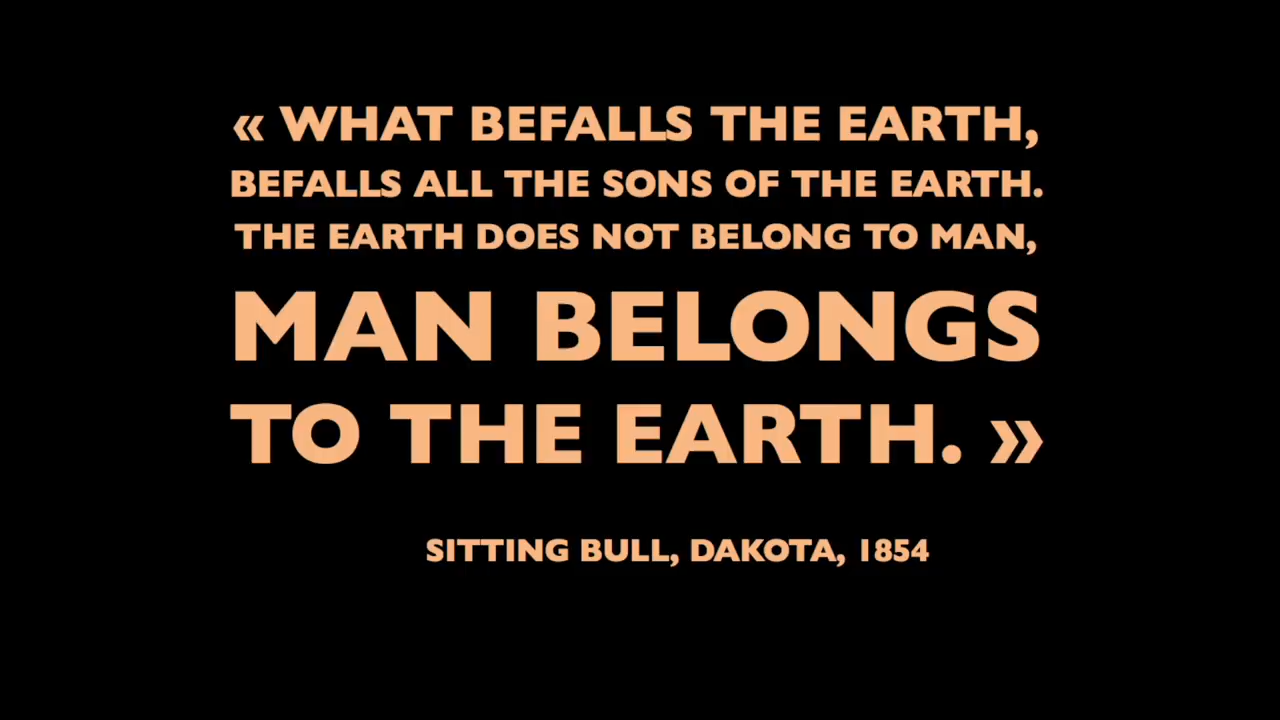 « WHAT BEFALLS THE EARTH,
BEFALLS ALL THE SONS OF THE EARTH.
THE EARTH DOES NOT BELONG TO MAN,
MAN BELONGS
TO THE EARTH. »
SITTING BULL, DAKOTA, 1854